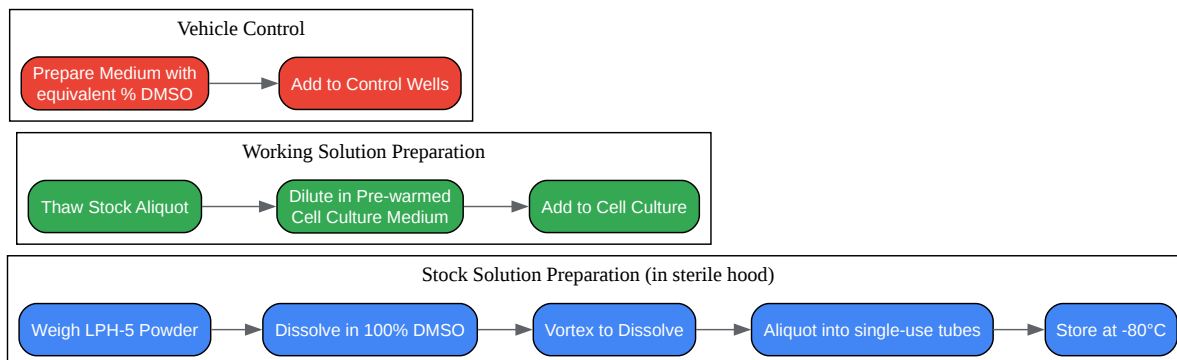 Vehicle Control
Prepare Medium with
equivalent % DMSO
Add to Control Wells
Working Solution Preparation
Thaw Stock Aliquot
Dilute in Pre-warmed
Cell Culture Medium
Add to Cell Culture
Stock Solution Preparation (in sterile hood)
Weigh LPH-5 Powder
Dissolve in 100% DMSO
Vortex to Dissolve
Aliquot into single-use tubes
Store at -80°C